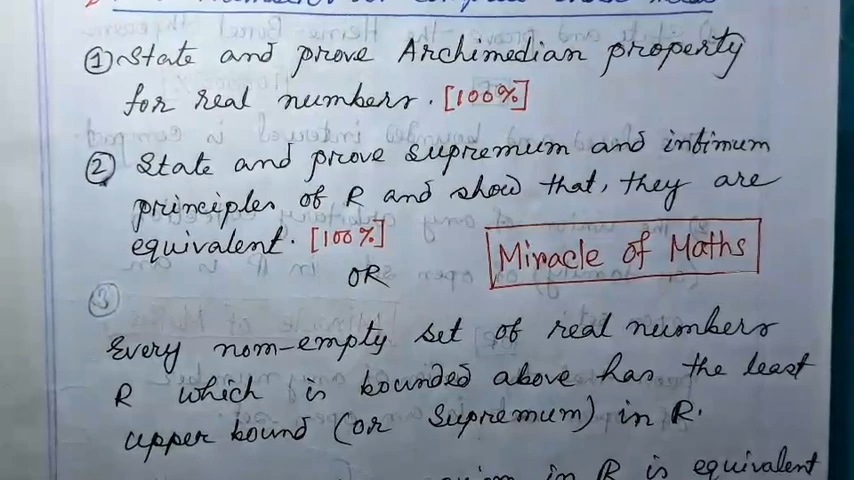 ① State and prove Archimedian property
for real numbers. [100%]
② State and prove supremum and infimum
principles of R and show that, they are
equivalent. [100%]
Miracle of Maths
OR
③
Every non-empty set of real numbers
R which is bounded above has the least
upper bound (or Supremum) in R.
in R is equivalent